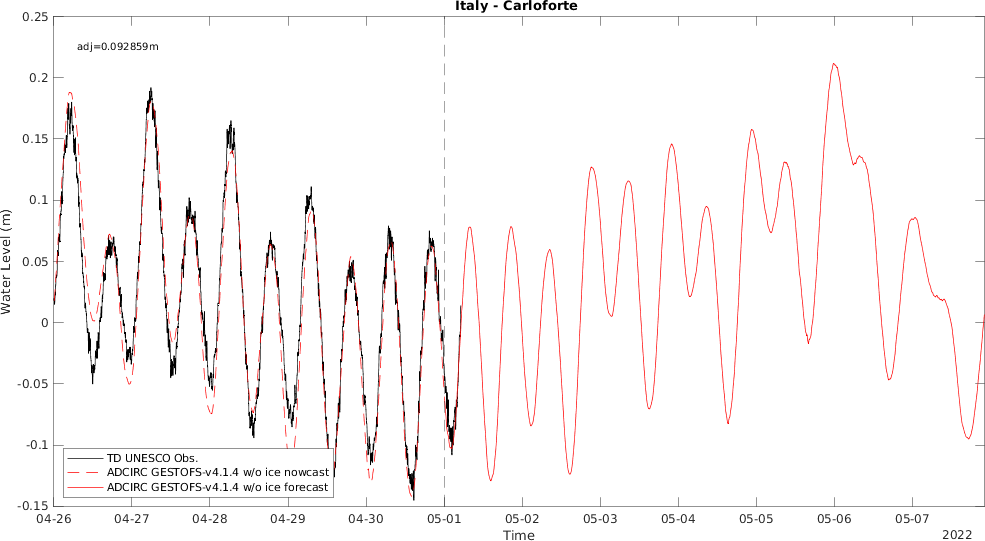 Italy - Carloforte
adj=0.092859m
0.25
0.2
0.15
0.1
0.05
0
-0.05
-0.1
-0.15
Water Level (m)
TD UNESCO Obs.
ADCIRC GESTOFS-v4.1.4 w/o ice nowcast
ADCIRC GESTOFS-v4.1.4 w/o ice forecast
04-26 04-27 04-28 04-29 04-30 05-01 05-02 05-03 05-04 05-05 05-06 05-07
Time
2022